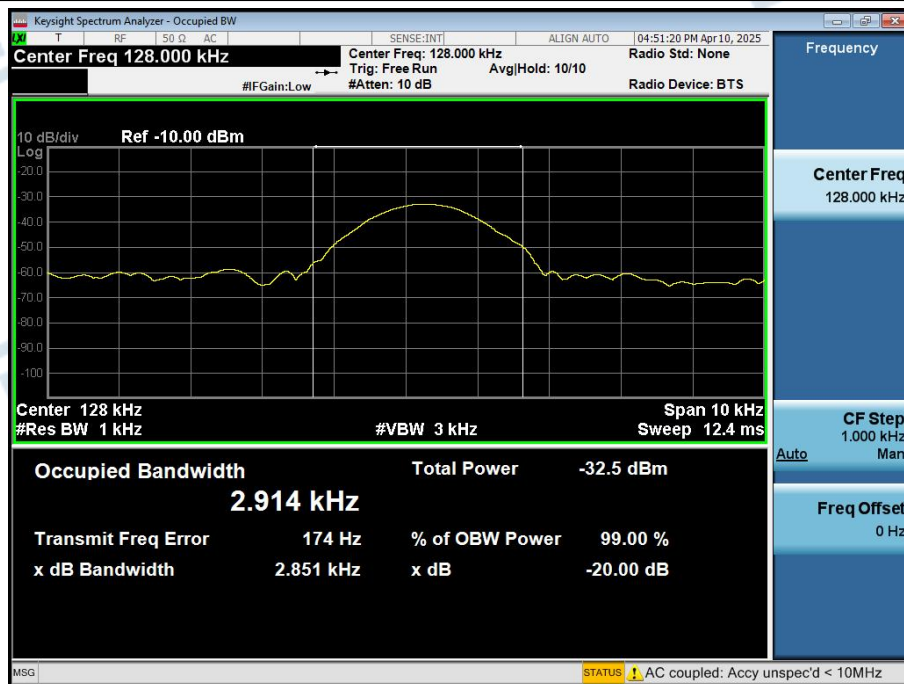 Keysight Spectrum Analyzer - Occupied BW
LXI T RF 50 Ω AC SENSE:INT ALIGN AUTO 04:51:20 PM Apr 10, 2025
Center Freq 128.000 kHz
Center Freq: 128.000 kHz Radio Std: None
Trig: Free Run Avg|Hold: 10/10
#IFGain:Low #Atten: 10 dB Radio Device: BTS
10 dB/div Ref -10.00 dBm
Log
-20.0
-30.0
-40.0
-50.0
-60.0
-70.0
-80.0
-90.0
-100
Center 128 kHz Span 10 kHz
#Res BW 1 kHz #VBW 3 kHz Sweep 12.4 ms
Occupied Bandwidth Total Power -32.5 dBm
2.914 kHz
Transmit Freq Error 174 Hz % of OBW Power 99.00 %
x dB Bandwidth 2.851 kHz x dB -20.00 dB
Frequency
Center Freq
128.000 kHz
CF Step
1.000 kHz
Auto Man
Freq Offset
0 Hz
MSG STATUS AC coupled: Accy unspec'd < 10MHz